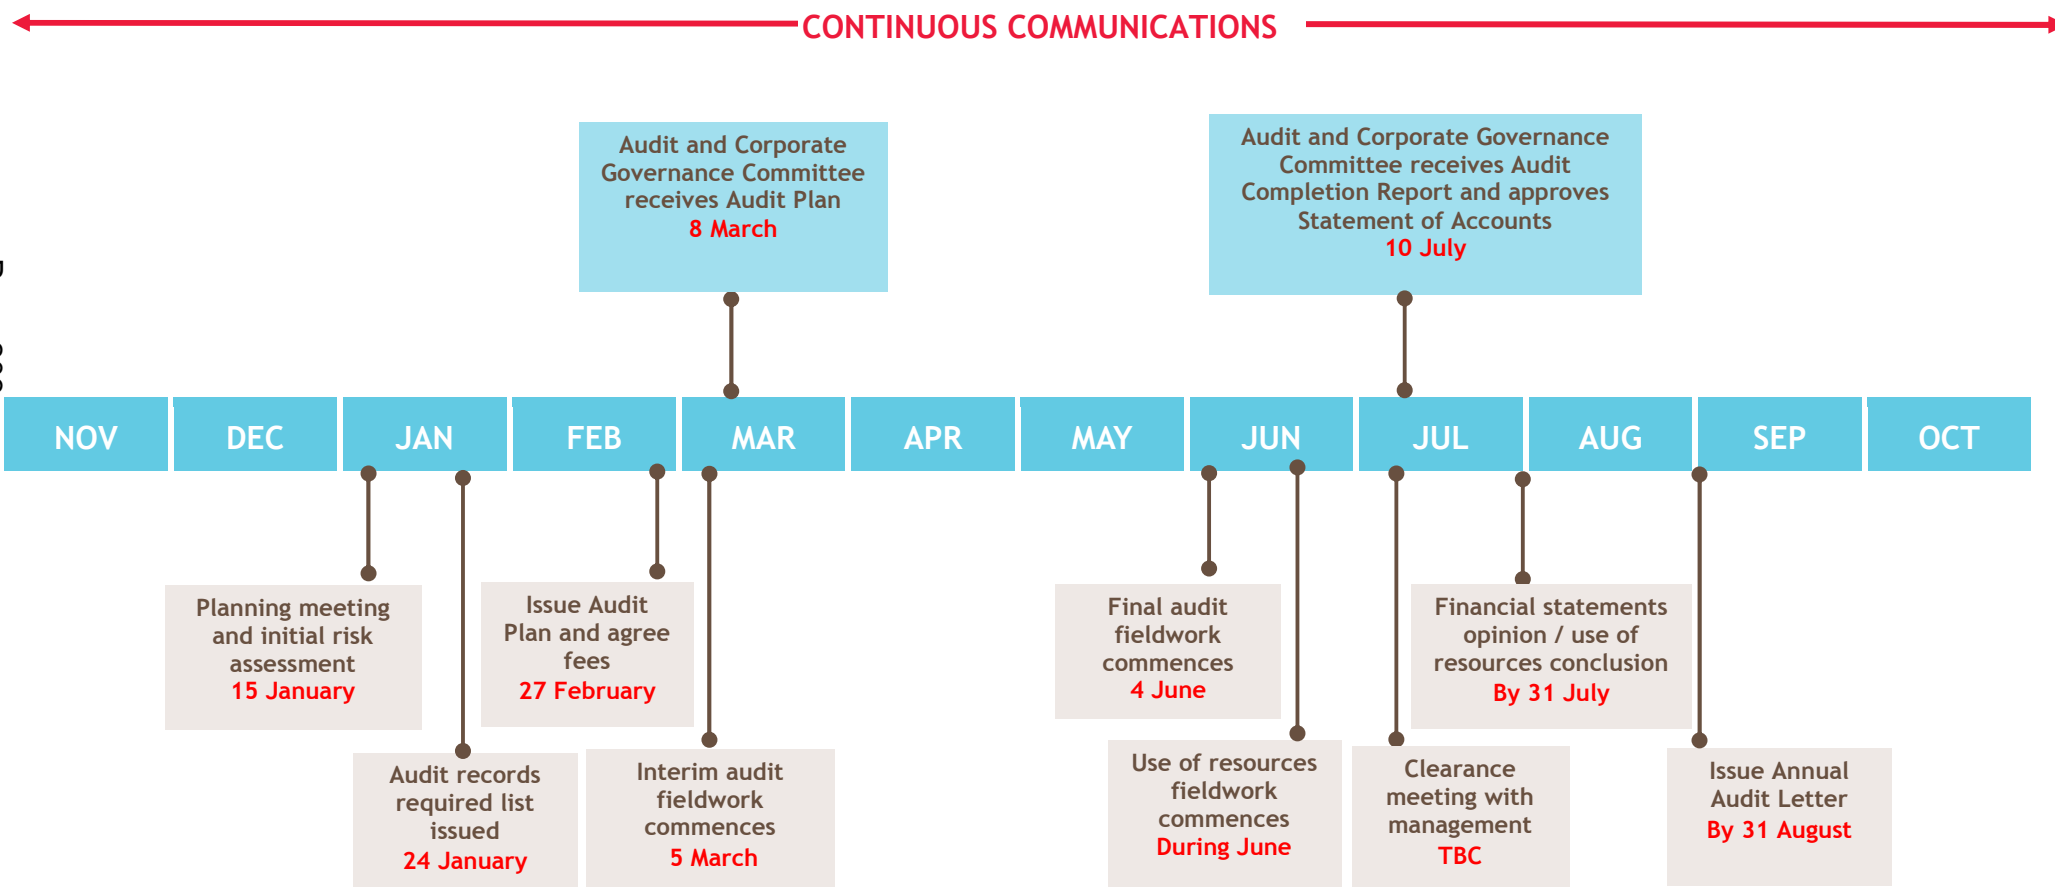 CONTINUOUS COMMUNICATIONS
Audit and Corporate
Governance Committee
receives Audit Plan
8 March
Audit and Corporate Governance
Committee receives Audit
Completion Report and approves
Statement of Accounts
10 July
NOV
DEC
JAN
FEB
MAR
APR
MAY
JUN
JUL
AUG
SEP
OCT
Planning meeting
and initial risk
assessment
15 January
Issue Audit
Plan and agree
fees
27 February
Final audit
fieldwork
commences
4 June
Financial statements
opinion / use of
resources conclusion
By 31 July
Audit records
required list
issued
24 January
Interim audit
fieldwork
commences
5 March
Use of resources
fieldwork
commences
During June
Clearance
meeting with
management
TBC
Issue Annual
Audit Letter
By 31 August